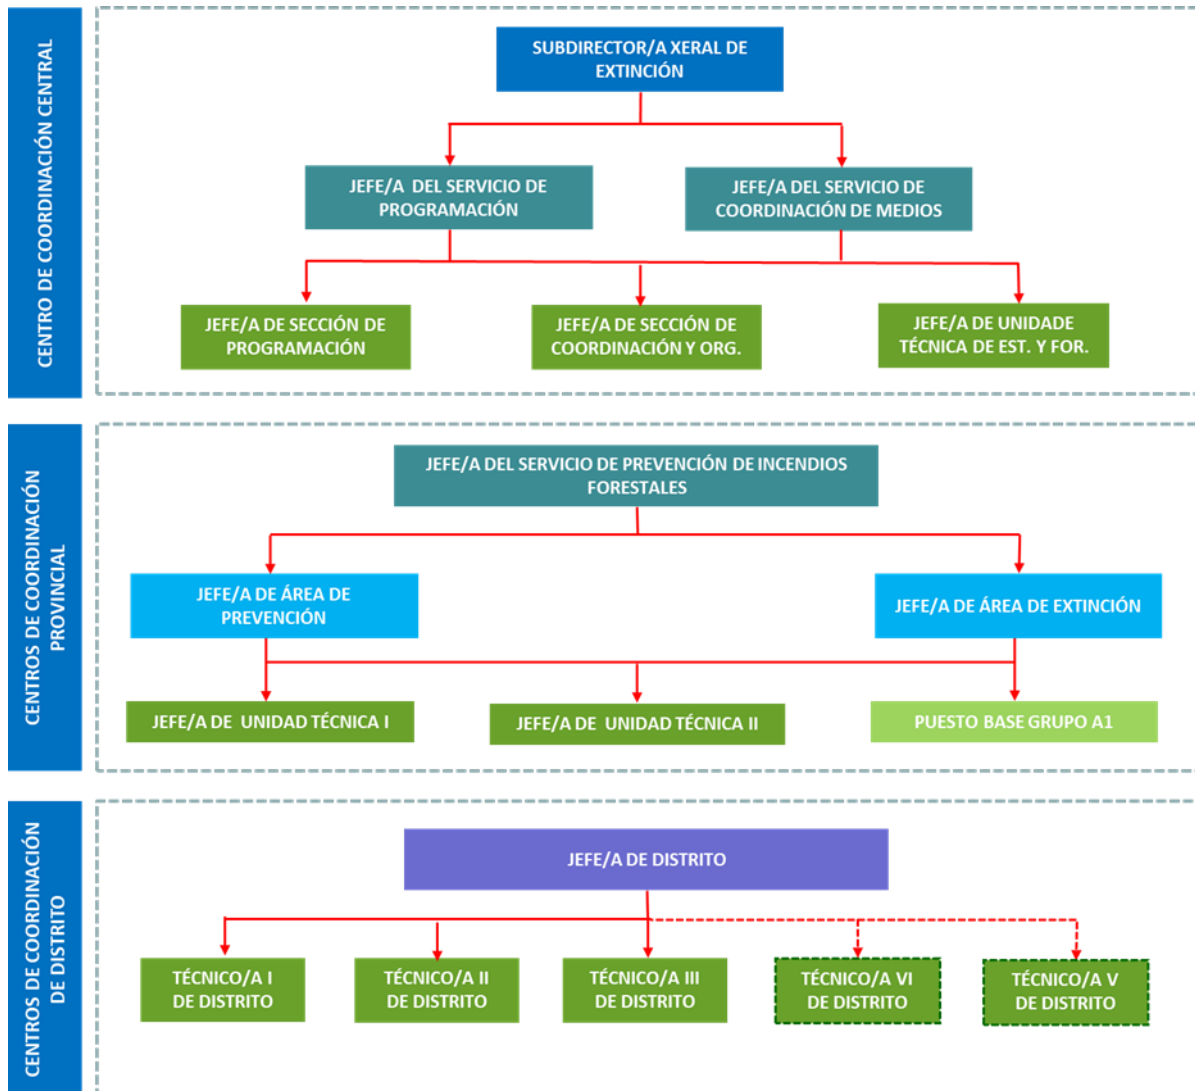 CENTRO DE COORDINACIÓN CENTRAL
SUBDIRECTOR/A XERAL DE
EXTINCIÓN
JEFE/A DEL SERVICIO DE
PROGRAMACIÓN
JEFE/A DEL SERVICIO DE
COORDINACIÓN DE MEDIOS
JEFE/A DE SECCIÓN DE
PROGRAMACIÓN
JEFE/A DE SECCIÓN DE
COORDINACIÓN Y ORG.
JEFE/A DE UNIDADE
TÉCNICA DE EST. Y FOR.
CENTROS DE COORDINACIÓN
PROVINCIAL
JEFE/A DEL SERVICIO DE PREVENCIÓN DE INCENDIOS
FORESTALES
JEFE/A DE ÁREA DE
PREVENCIÓN
JEFE/A DE ÁREA DE EXTINCIÓN
JEFE/A DE UNIDAD TÉCNICA I
JEFE/A DE UNIDAD TÉCNICA II
PUESTO BASE GRUPO A1
CENTROS DE COORDINACIÓN
DE DISTRITO
JEFE/A DE DISTRITO
TÉCNICO/A I
DE DISTRITO
TÉCNICO/A II
DE DISTRITO
TÉCNICO/A III
DE DISTRITO
TÉCNICO/A VI
DE DISTRITO
TÉCNICO/A V
DE DISTRITO